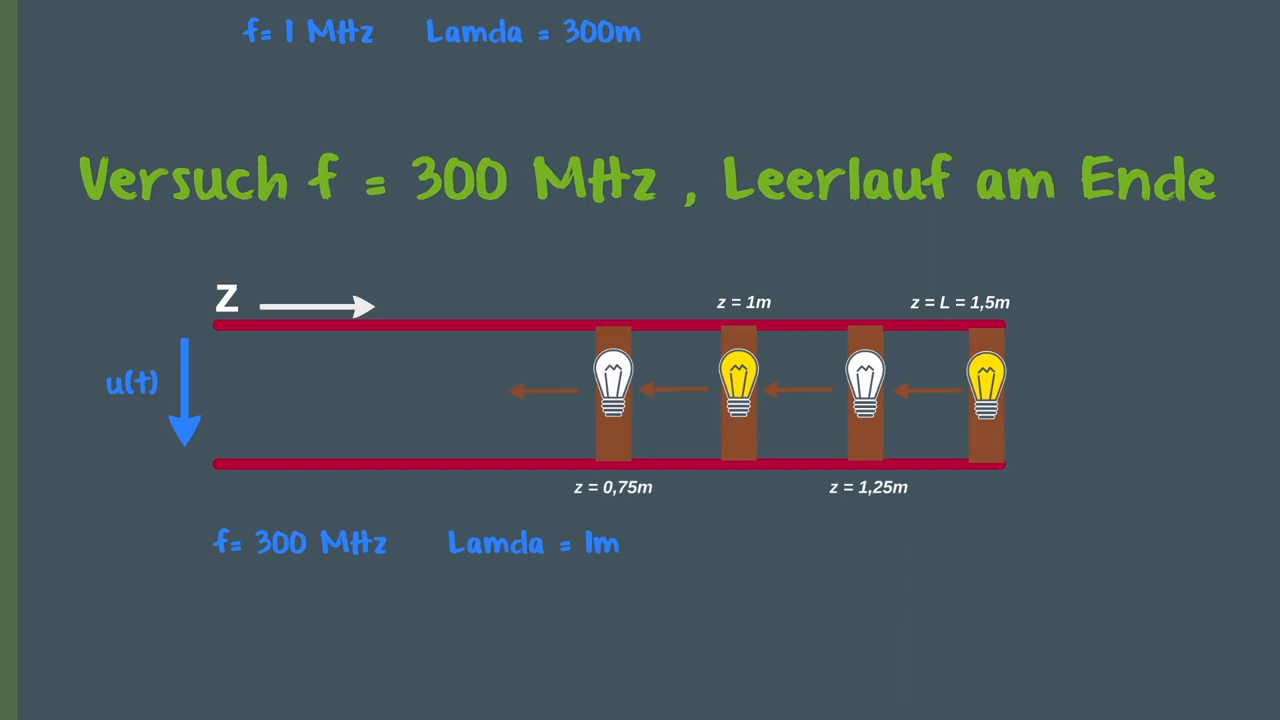 f= 1 MHz Lamda = 300m
Versuch f = 300 MHz , Leerlauf am Ende
Z
z = 1m
z = L = 1,5m
u(t)
z = 0,75m
z = 1,25m
f= 300 MHz Lamda = 1m